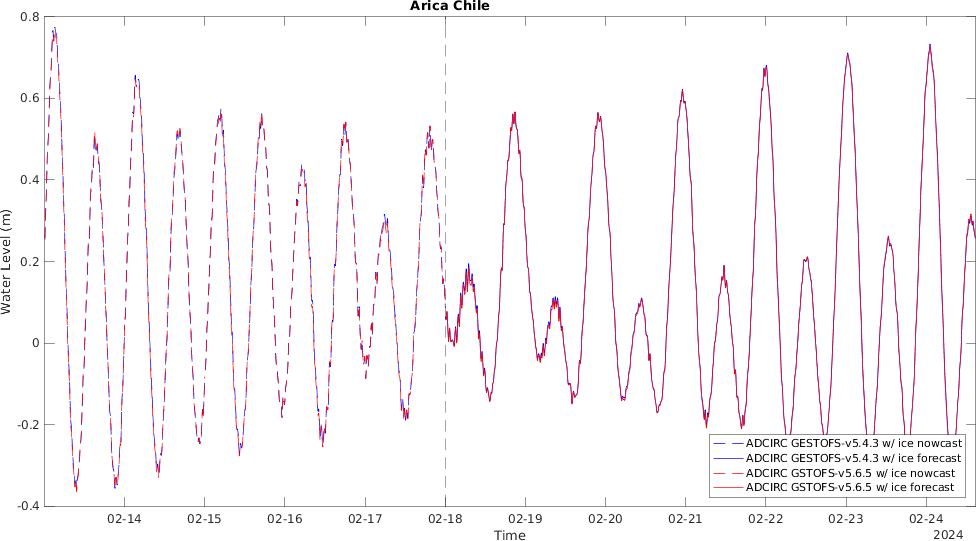 Arica Chile
Water Level (m)
0.8
0.6
0.4
0.2
0
-0.2
-0.4
ADCIRC GESTOFS-v5.4.3 w/ ice nowcast
ADCIRC GESTOFS-v5.4.3 w/ ice forecast
ADCIRC GSTOFS-v5.6.5 w/ ice nowcast
ADCIRC GSTOFS-v5.6.5 w/ ice forecast
02-14 02-15 02-16 02-17 02-18 02-19 02-20 02-21 02-22 02-23 02-24
Time
2024